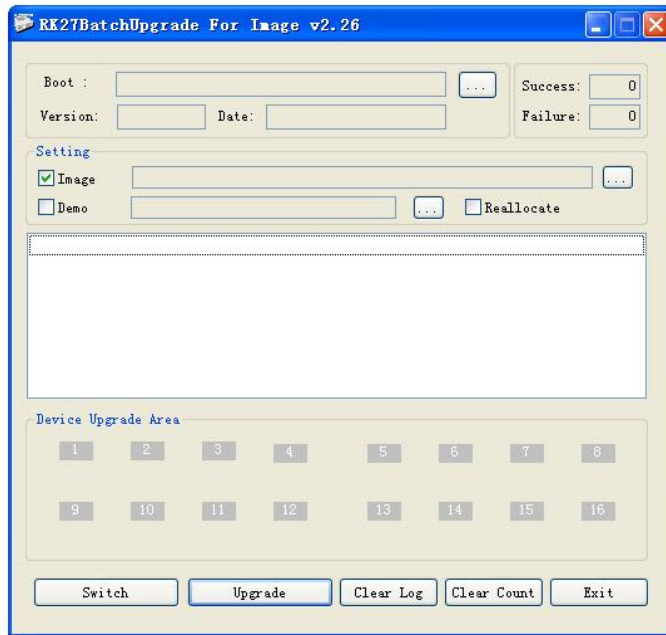 RK27BatchUpgrade For Image v2.26
Boot : ... Success: 0
Version: Date: Failure: 0
Setting
Image ...
Demo ... Reallocate
Device Upgrade Area
1 2 3 4 5 6 7 8
9 10 11 12 13 14 15 16
Switch Upgrade Clear Log Clear Count Exit